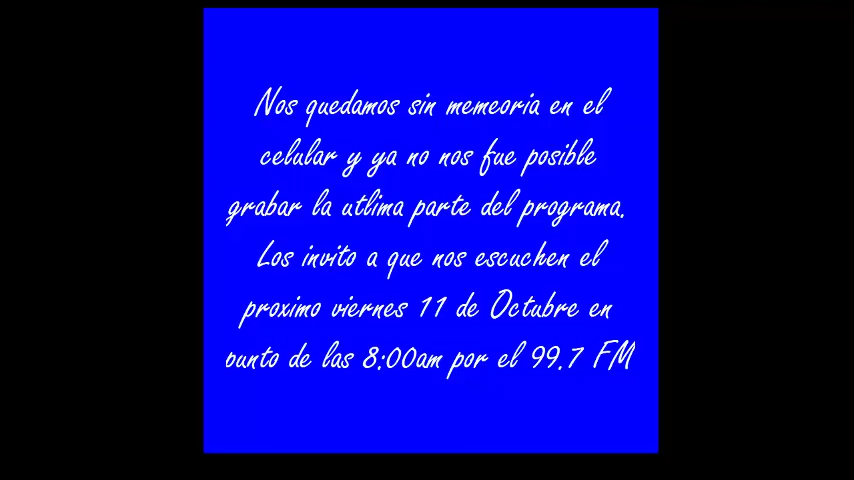 Nos quedamos sin memeoria en el
celular y ya no nos fue posible
grabar la utlima parte del programa.
Los invito a que nos escuchen el
proximo viernes 11 de Octubre en
punto de las 8:00am por el 99.7 FM